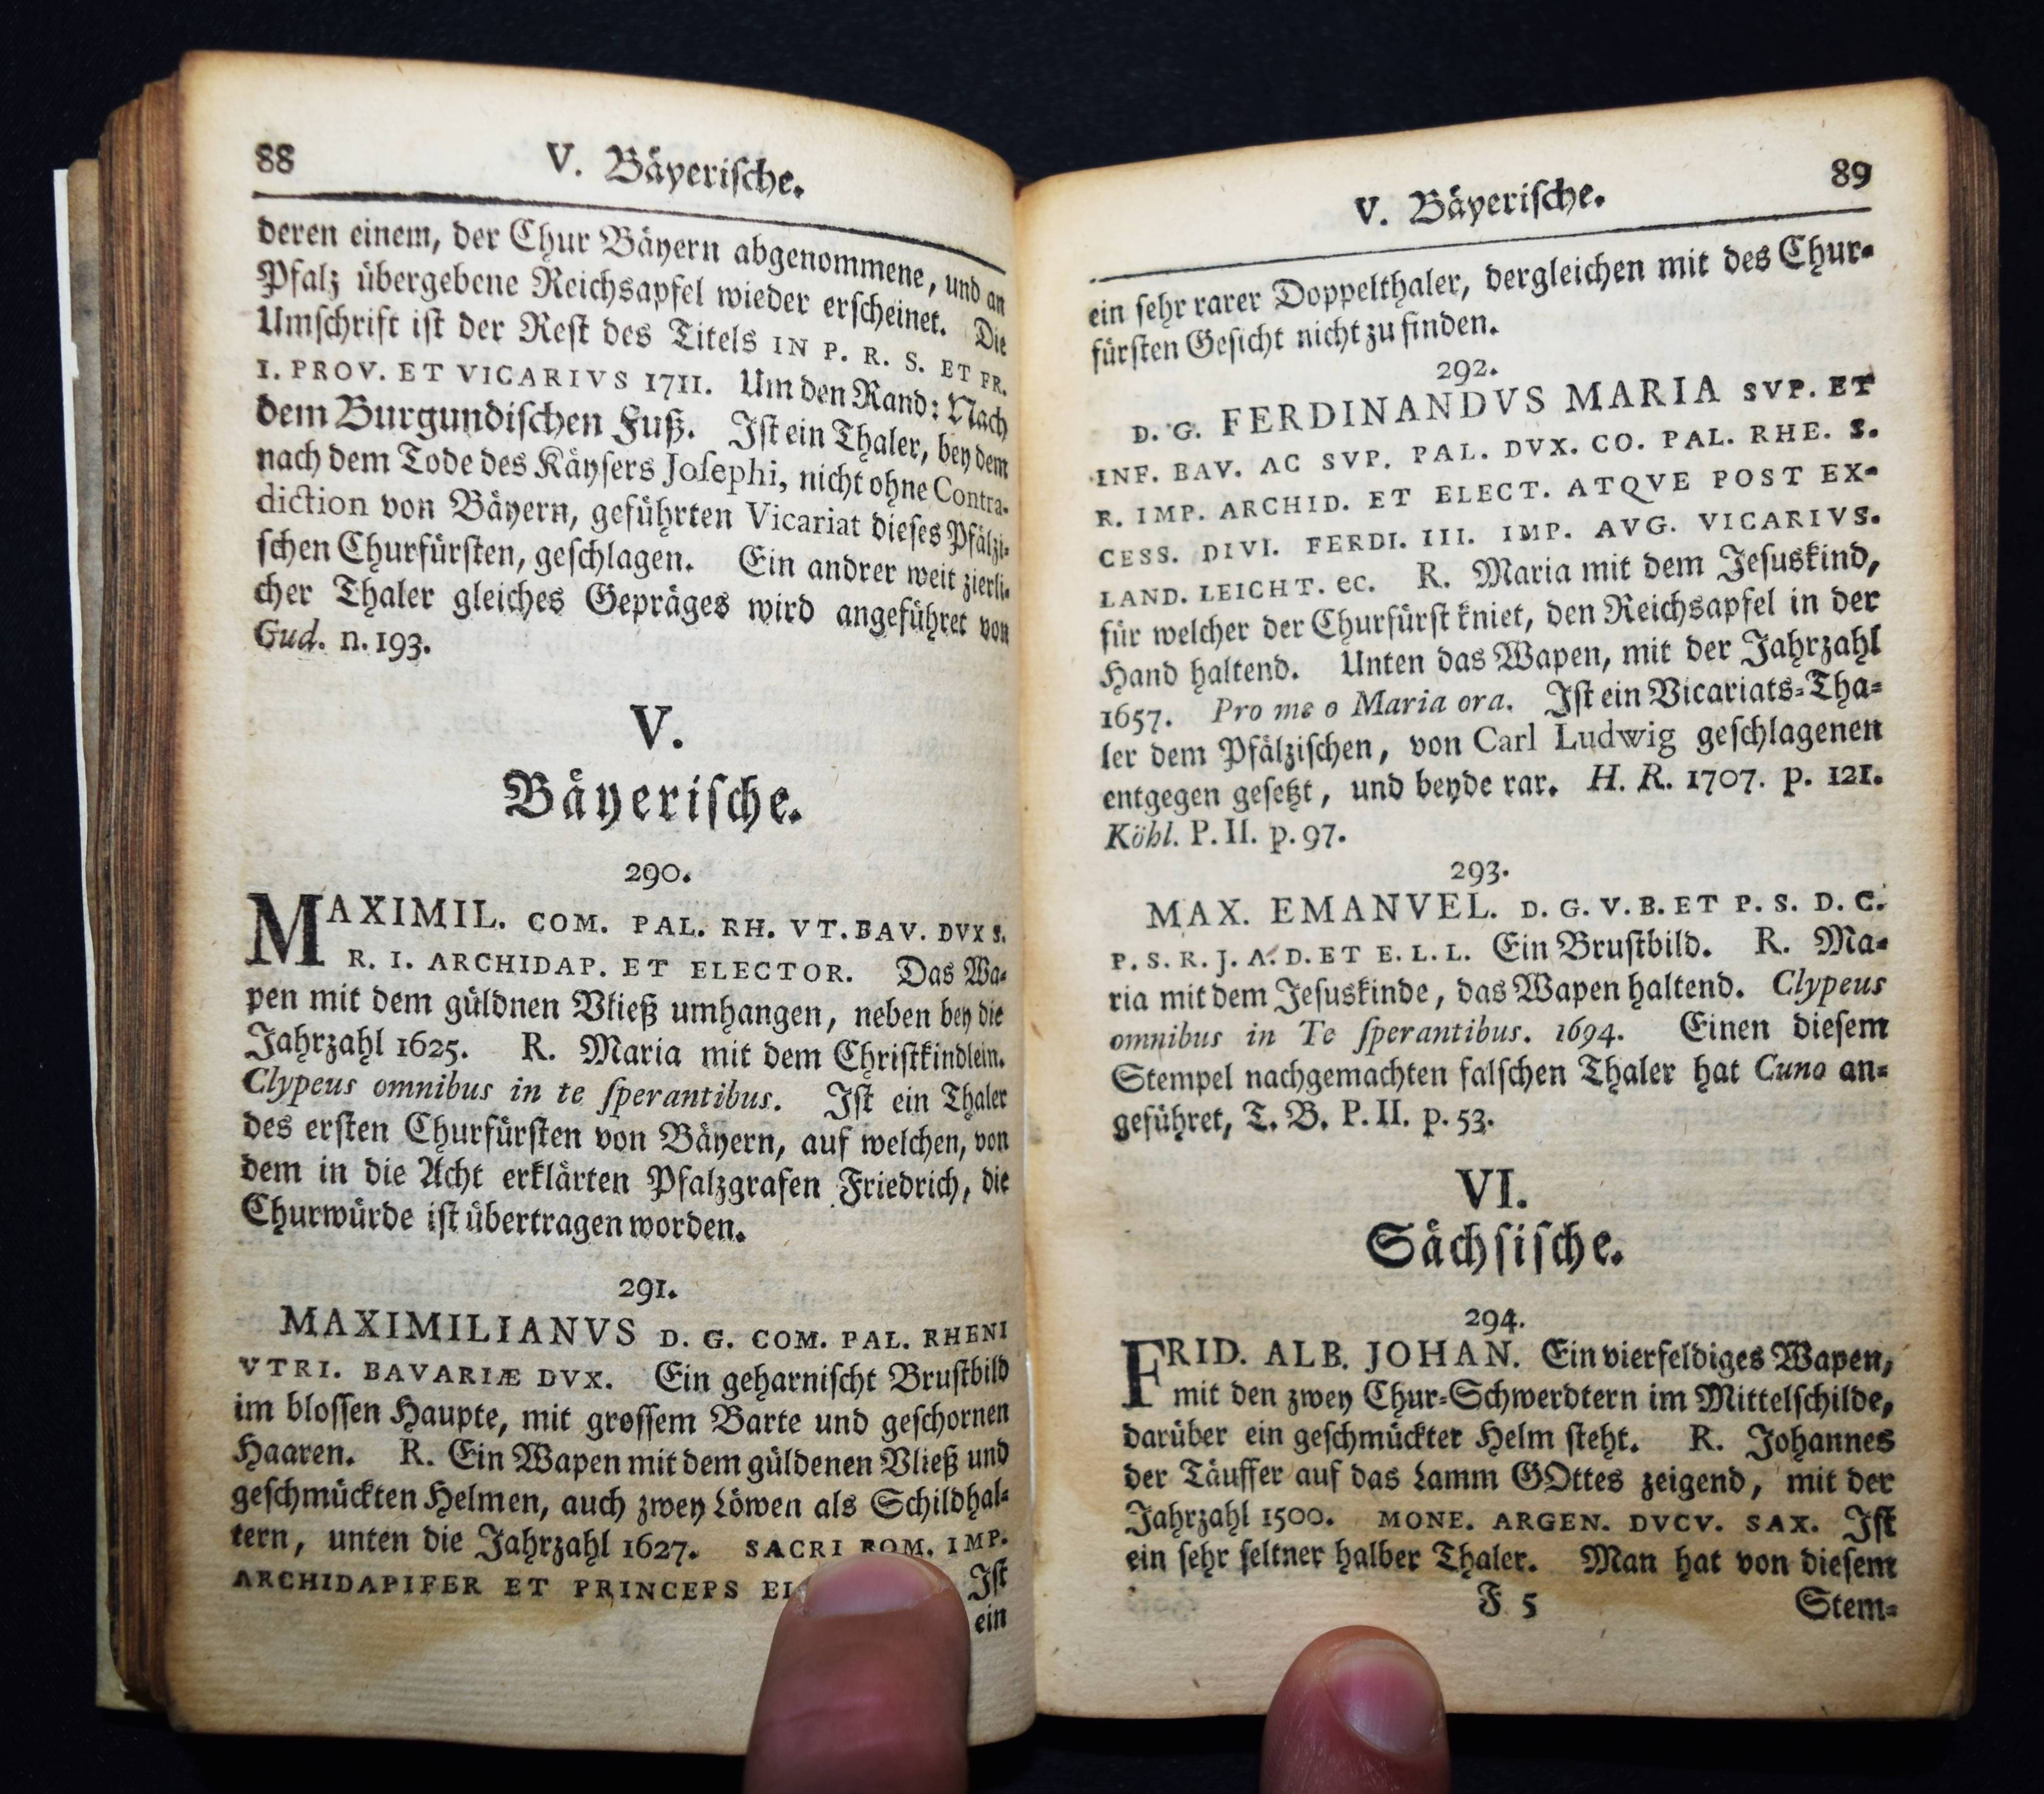 88
V. Bäyerische.
deren einem, der Chur Bäyern abgenommene, und an
Pfalz übergebene Reichsapfel wieder erscheinet. Die
Umschrift ist der Rest des Titels IN P. R. S. ET FR.
I. PROV. ET VICARIVS 1711. Um den Rand: Nach
dem Burgundischen Fuß. Ist ein Thaler, bey dem
nach dem Tode des Käysers Josephi, nicht ohne Contra-
diction von Bäyern, geführten Vicariat dieses Pfälzi-
schen Churfürsten, geschlagen. Ein andrer weit zierli-
cher Thaler gleiches Gepräges wird angeführet von
Gud. n. 193.
V.
Bäyerische.
290.
MAXIMIL. COM. PAL. RH. VT. BAV. DVX S.
R. I. ARCHIDAP. ET ELECTOR. Das Wa-
pen mit dem güldnen Vließ umhangen, neben bey die
Jahrzahl 1625. R. Maria mit dem Christkindlein.
Clypeus omnibus in te sperantibus. Ist ein Thaler
des ersten Churfürsten von Bäyern, auf welchen, von
dem in die Acht erklärten Pfalzgrafen Friedrich, die
Churwürde ist übertragen worden.
291.
MAXIMILIANVS D. G. COM. PAL. RHENI
VTRI. BAVARIÆ DVX. Ein geharnischt Brustbild
im blossen Haupte, mit grossem Barte und geschornen
Haaren. R. Ein Wapen mit dem güldenen Vließ und
geschmückten Helmen, auch zwey Löwen als Schildhal-
tern, unten die Jahrzahl 1627. SACRI ROM. IMP.
ARCHIDAPIFER ET PRINCEPS Ist
ein
89
V. Bäyerische.
ein sehr rarer Doppelthaler, dergleichen mit des Chur-
fürsten Gesicht nicht zu finden.
292.
D. G. FERDINANDVS MARIA SVP. ET
INF. BAV. AC SVP. PAL. DVX. CO. PAL. RHE. S.
R. IMP. ARCHID. ET ELECT. ATQVE POST EX-
CESS. DIVI. FERDI. III. IMP. AVG. VICARIVS.
LAND. LEICHT. ec. R. Maria mit dem Jesuskind,
für welcher der Churfürst kniet, den Reichsapfel in der
Hand haltend. Unten das Wapen, mit der Jahrzahl
1657. Pro me o Maria ora. Ist ein Vicariats-Tha-
ler dem Pfälzischen, von Carl Ludwig geschlagenen
entgegen gesetzt, und beyde rar. H. R. 1707. p. 121.
Köhl. P. II. p. 97.
293.
MAX. EMANVEL. D. G. V. B. ET P. S. D. C.
P. S. R. J. A. D. ET E. L. L. Ein Brustbild. R. Ma-
ria mit dem Jesuskinde, das Wapen haltend. Clypeus
omnibus in Te sperantibus. 1694. Einen diesem
Stempel nachgemachten falschen Thaler hat Cuno an-
geführet, T. B. P. II. p. 53.
VI.
Sächsische.
294.
FRID. ALB. JOHAN. Ein vierfeldiges Wapen,
mit den zwey Chur-Schwerdtern im Mittelschilde,
darüber ein geschmückter Helm steht. R. Johannes
der Täuffer auf das Lamm GOttes zeigend, mit der
Jahrzahl 1500. MONE. ARGEN. DVCV. SAX. Ist
ein sehr seltner halber Thaler. Man hat von diesem
F 5 Stem-